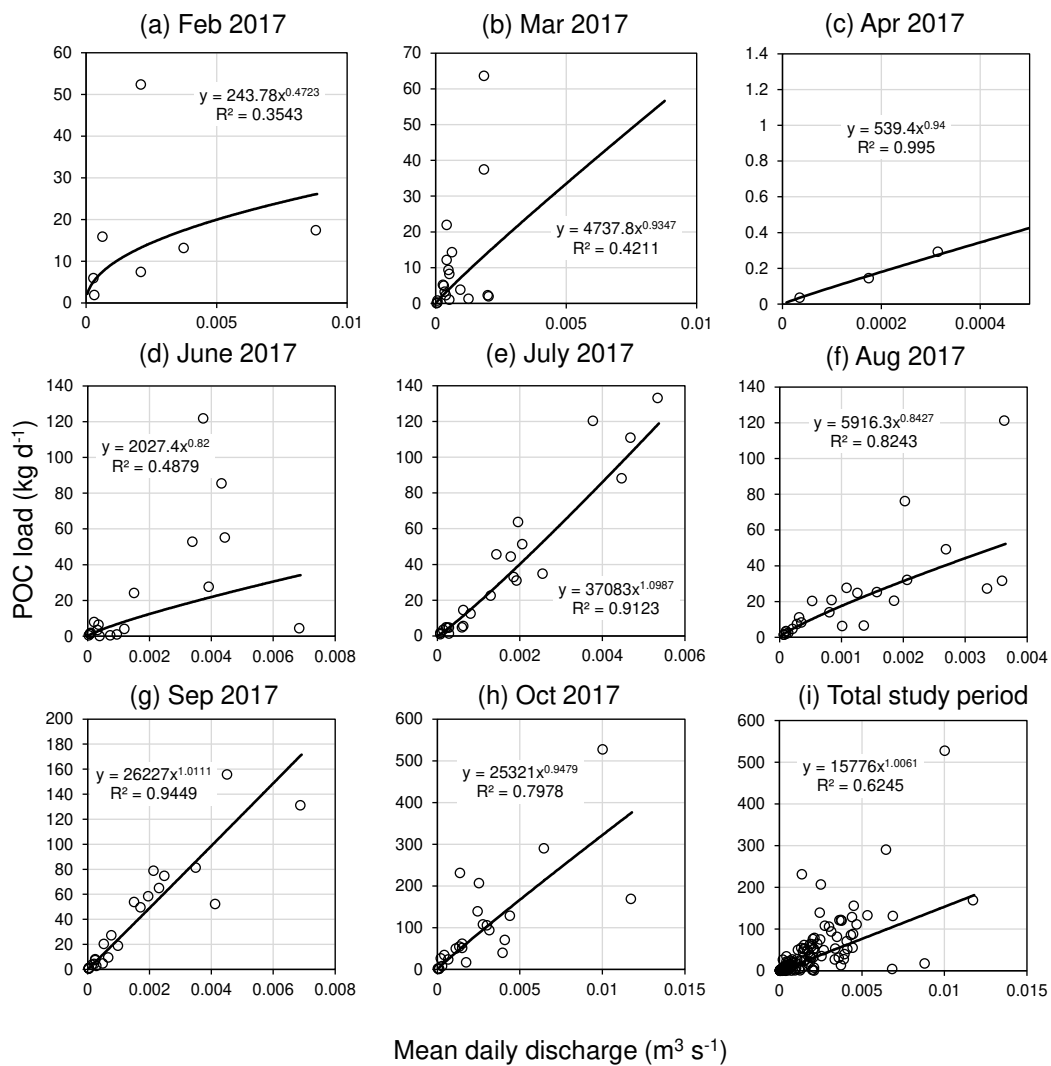 (a) Feb 2017
60
50
40
30
20
10
0
0 0.005 0.01
y = 243.78x^0.4723
R² = 0.3543
(b) Mar 2017
70
60
50
40
30
20
10
0
0 0.005 0.01
y = 4737.8x^0.9347
R² = 0.4211
(c) Apr 2017
1.4
1.2
1
0.8
0.6
0.4
0.2
0
0 0.0002 0.0004
y = 539.4x^0.94
R² = 0.995
POC load (kg d⁻¹)
(d) June 2017
140
120
100
80
60
40
20
0
0 0.002 0.004 0.006 0.008
y = 2027.4x^0.82
R² = 0.4879
(e) July 2017
140
120
100
80
60
40
20
0
0 0.002 0.004 0.006
y = 37083x^1.0987
R² = 0.9123
(f) Aug 2017
140
120
100
80
60
40
20
0
0 0.001 0.002 0.003 0.004
y = 5916.3x^0.8427
R² = 0.8243
(g) Sep 2017
200
180
160
140
120
100
80
60
40
20
0
0 0.002 0.004 0.006 0.008
y = 26227x^1.0111
R² = 0.9449
(h) Oct 2017
600
500
400
300
200
100
0
0 0.005 0.01 0.015
y = 25321x^0.9479
R² = 0.7978
(i) Total study period
600
500
400
300
200
100
0
0 0.005 0.01 0.015
y = 15776x^1.0061
R² = 0.6245
Mean daily discharge (m³ s⁻¹)